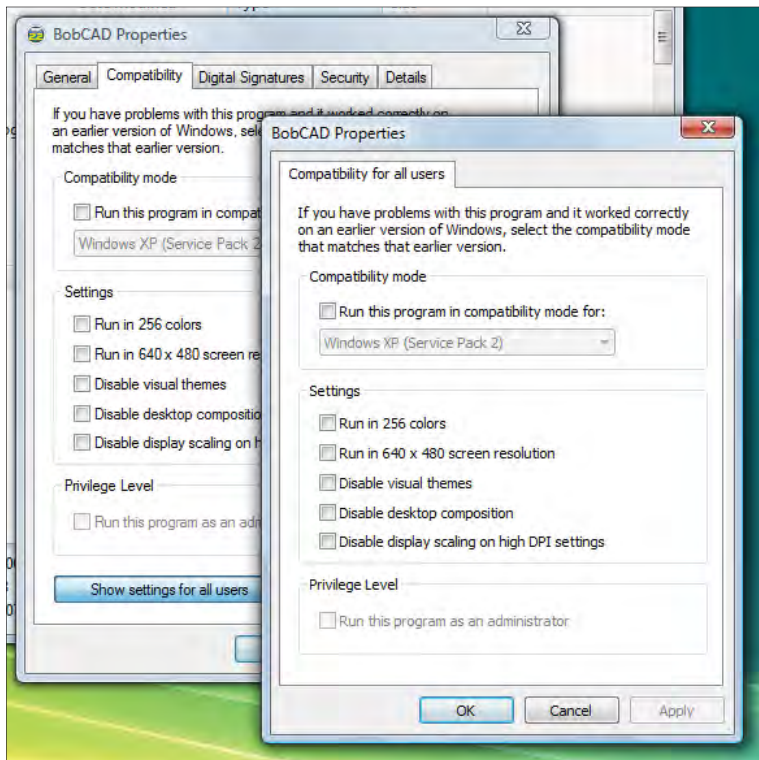 BobCAD Properties
General Compatibility Digital Signatures Security Details
If you have problems with this program and it worked correctly on
an earlier version of Windows,
matches that earlier version.
Compatibility mode
Run this program in
Windows XP (Service Pack 2
Settings
Run in 256 colors
Run in 640 x 480 screen
Disable visual themes
Disable desktop
Disable display scaling on
Privilege Level
Run this program as an
Show settings for all users
BobCAD Properties
Compatibility for all users
If you have problems with this program and it worked correctly
on an earlier version of Windows, select the compatibility mode
that matches that earlier version.
Compatibility mode
Run this program in compatibility mode for:
Windows XP (Service Pack 2)
Settings
Run in 256 colors
Run in 640 x 480 screen resolution
Disable visual themes
Disable desktop composition
Disable display scaling on high DPI settings
Privilege Level
Run this program as an administrator
OK Cancel Apply